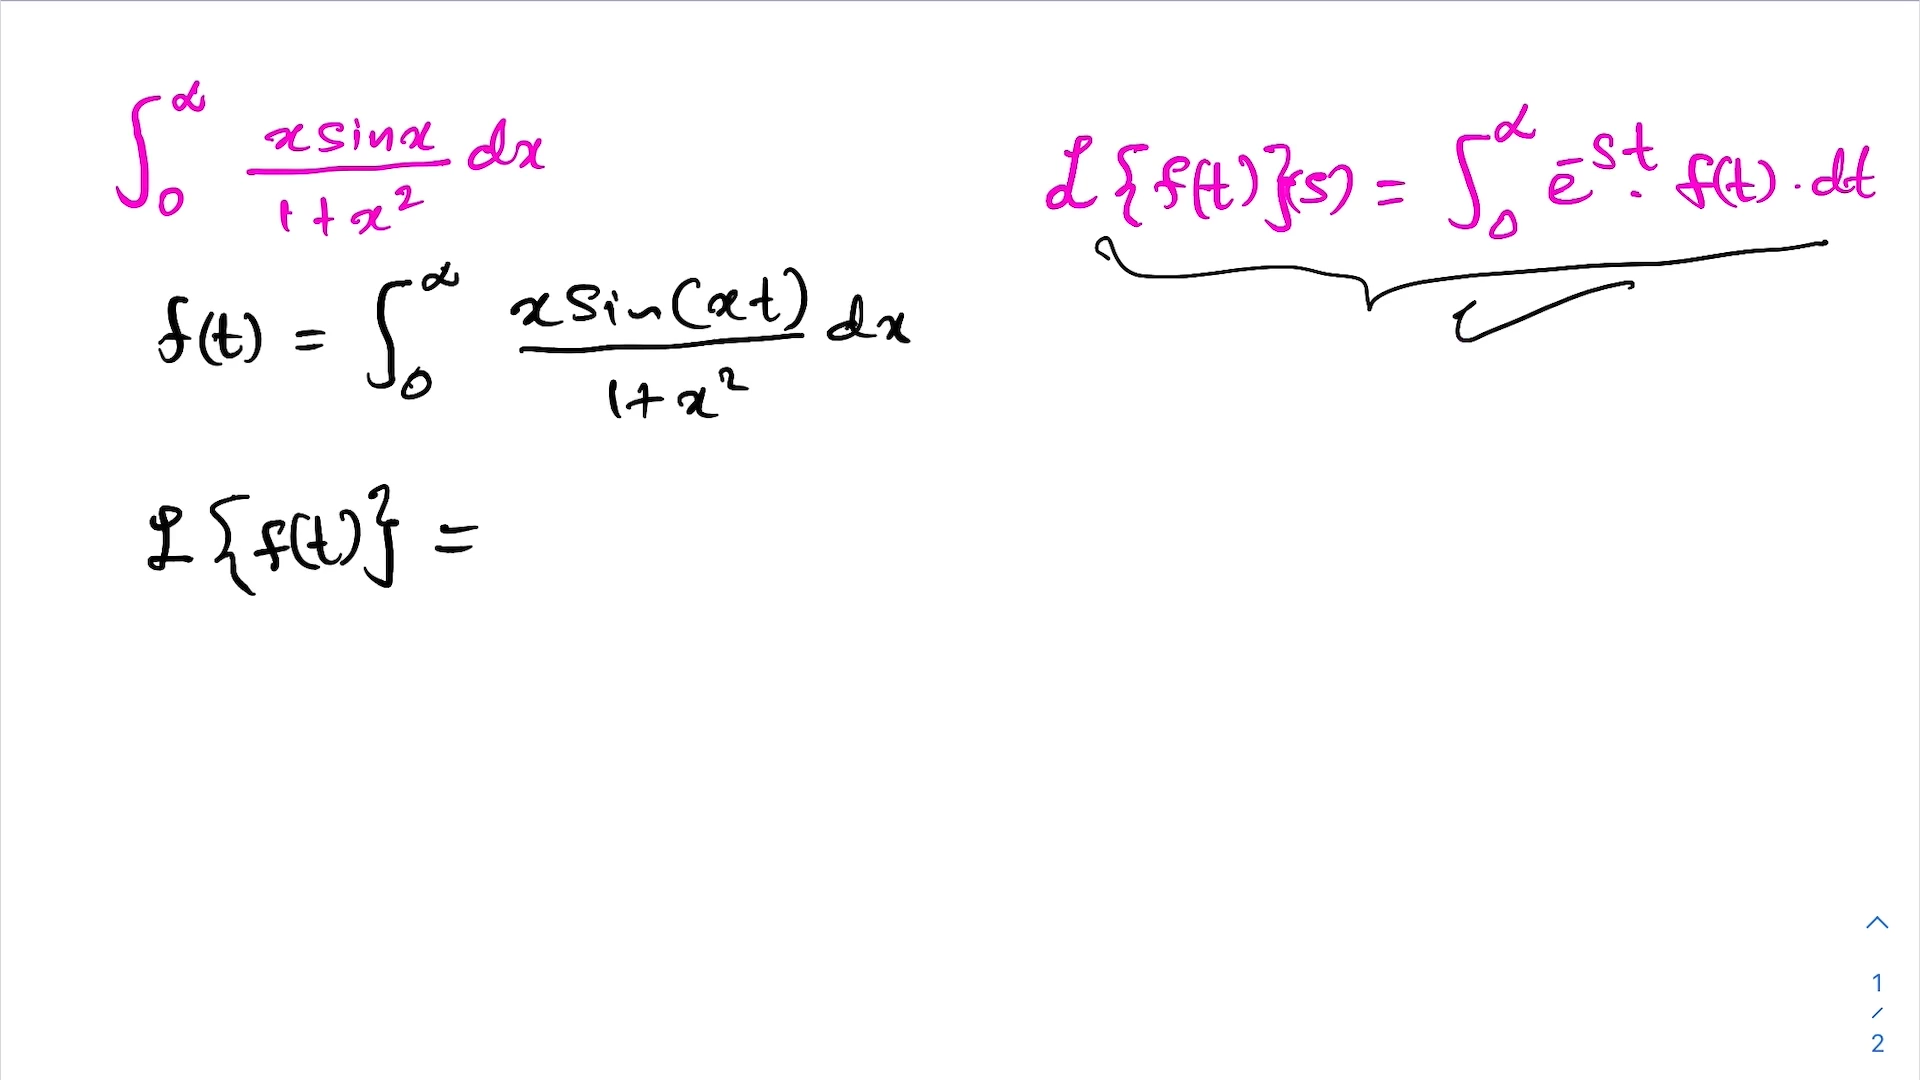 ∫₀^∝ x sin x / 1 + x² dx
ℒ{f(t)}(s) = ∫₀^∝ e^-st . f(t) . dt
f(t) = ∫₀^∝ x Sin(xt) / 1 + x² dx
ℒ{f(t)} =
1
/
2